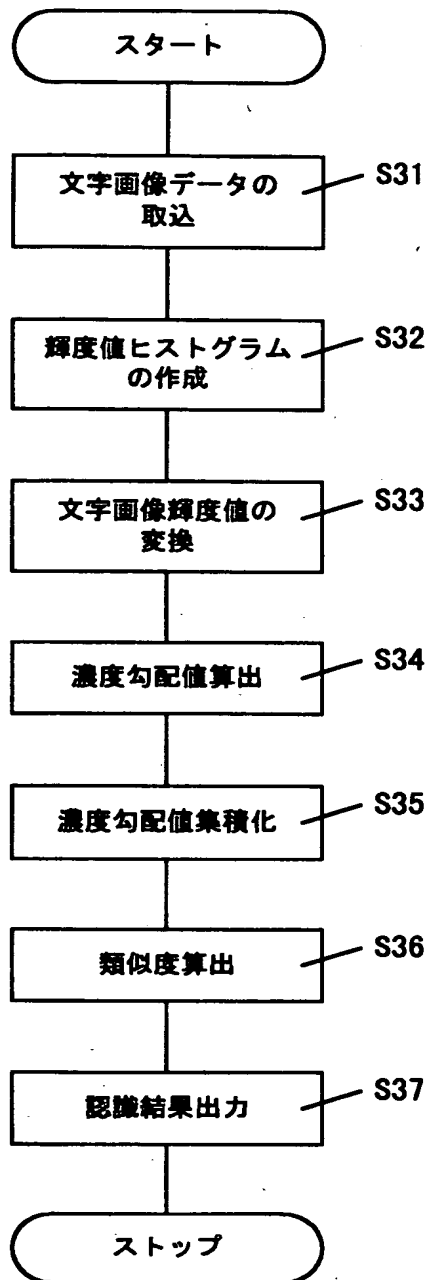 スタート
文字画像データの
取込
S31
輝度値ヒストグラム
の作成
S32
文字画像輝度値の
変換
S33
濃度勾配値算出
S34
濃度勾配値集積化
S35
類似度算出
S36
認識結果出力
S37
ストップ